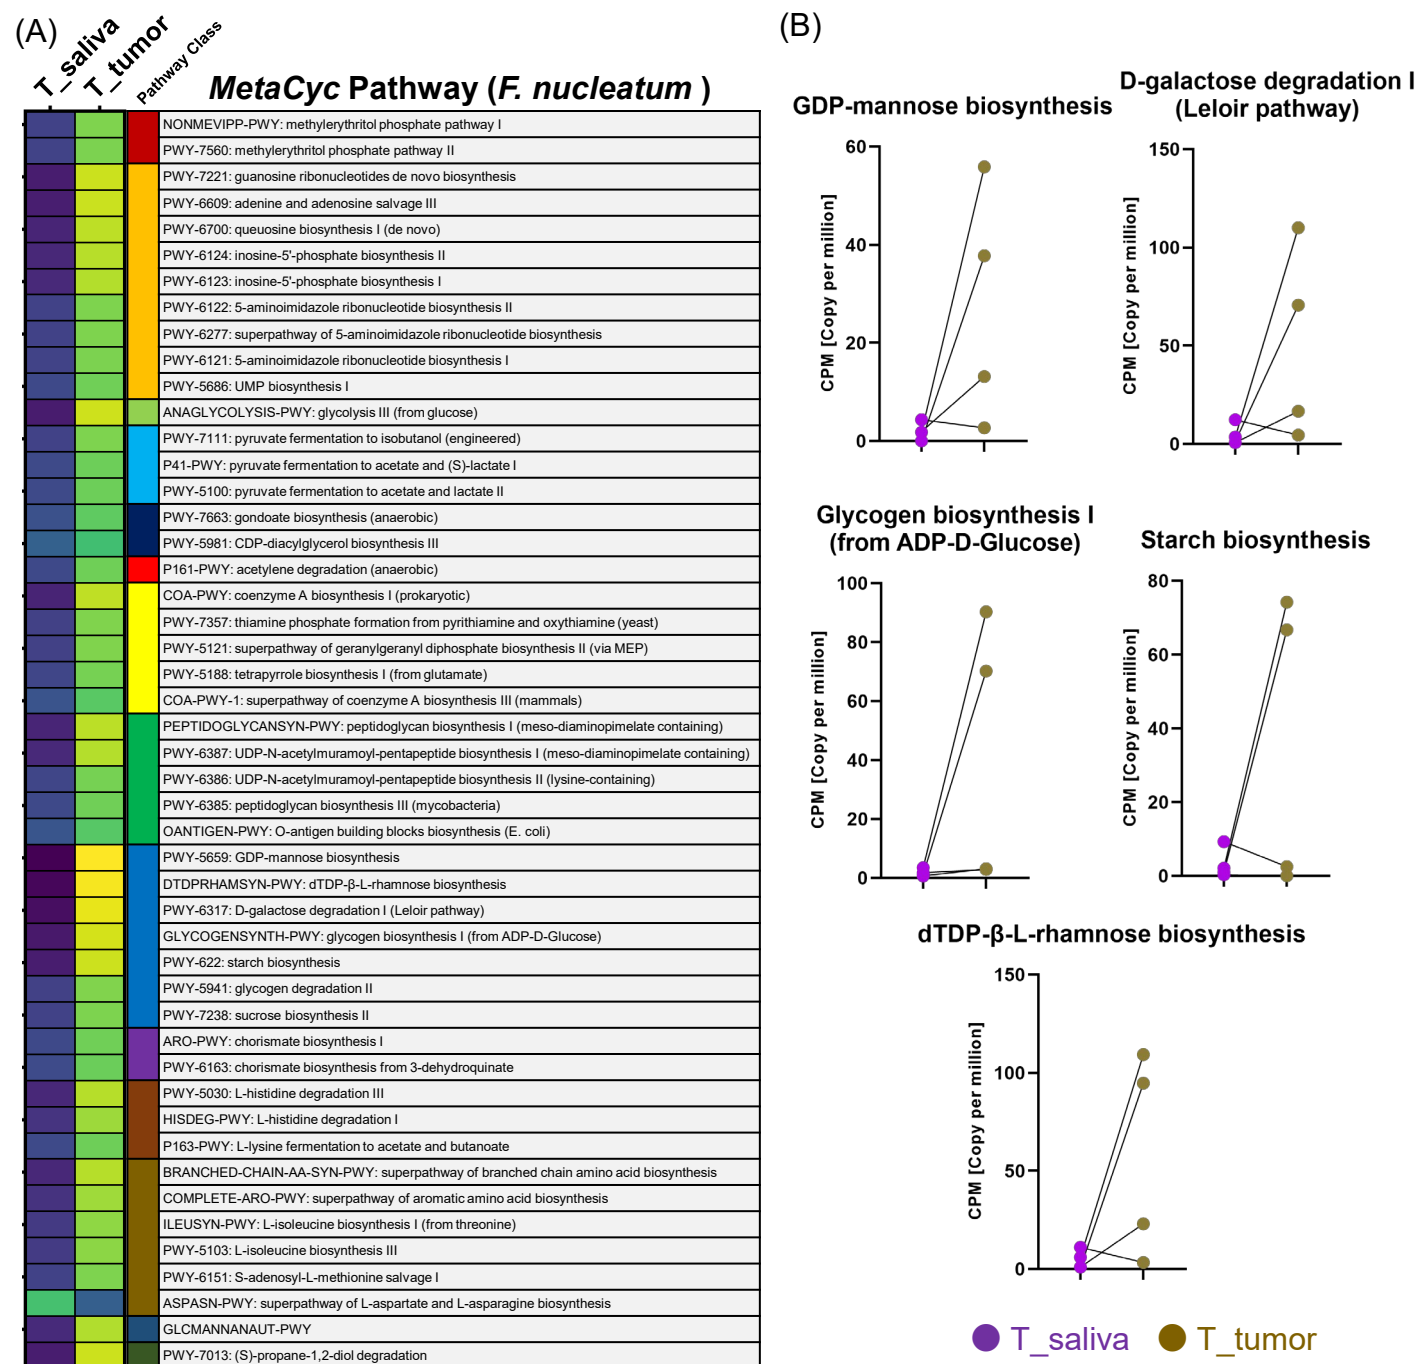 (A)
T_saliva
T_tumor
Pathway Class
MetaCyc Pathway (F. nucleatum )
NONMEVIPP-PWY: methylerythritol phosphate pathway I
PWY-7560: methylerythritol phosphate pathway II
PWY-7221: guanosine ribonucleotides de novo biosynthesis
PWY-6609: adenine and adenosine salvage III
PWY-6700: queuosine biosynthesis I (de novo)
PWY-6124: inosine-5'-phosphate biosynthesis II
PWY-6123: inosine-5'-phosphate biosynthesis I
PWY-6122: 5-aminoimidazole ribonucleotide biosynthesis II
PWY-6277: superpathway of 5-aminoimidazole ribonucleotide biosynthesis
PWY-6121: 5-aminoimidazole ribonucleotide biosynthesis I
PWY-5686: UMP biosynthesis I
ANAGLYCOLYSIS-PWY: glycolysis III (from glucose)
PWY-7111: pyruvate fermentation to isobutanol (engineered)
P41-PWY: pyruvate fermentation to acetate and (S)-lactate I
PWY-5100: pyruvate fermentation to acetate and lactate II
PWY-7663: gondoate biosynthesis (anaerobic)
PWY-5981: CDP-diacylglycerol biosynthesis III
P161-PWY: acetylene degradation (anaerobic)
COA-PWY: coenzyme A biosynthesis I (prokaryotic)
PWY-7357: thiamine phosphate formation from pyrithiamine and oxythiamine (yeast)
PWY-5121: superpathway of geranylgeranyl diphosphate biosynthesis II (via MEP)
PWY-5188: tetrapyrrole biosynthesis I (from glutamate)
COA-PWY-1: superpathway of coenzyme A biosynthesis III (mammals)
PEPTIDOGLYCANSYN-PWY: peptidoglycan biosynthesis I (meso-diaminopimelate containing)
PWY-6387: UDP-N-acetylmuramoyl-pentapeptide biosynthesis I (meso-diaminopimelate containing)
PWY-6386: UDP-N-acetylmuramoyl-pentapeptide biosynthesis II (lysine-containing)
PWY-6385: peptidoglycan biosynthesis III (mycobacteria)
OANTIGEN-PWY: O-antigen building blocks biosynthesis (E. coli)
PWY-5659: GDP-mannose biosynthesis
DTDPRHAMSYN-PWY: dTDP-β-L-rhamnose biosynthesis
PWY-6317: D-galactose degradation I (Leloir pathway)
GLYCOGENSYNTH-PWY: glycogen biosynthesis I (from ADP-D-Glucose)
PWY-622: starch biosynthesis
PWY-5941: glycogen degradation II
PWY-7238: sucrose biosynthesis II
ARO-PWY: chorismate biosynthesis I
PWY-6163: chorismate biosynthesis from 3-dehydroquinate
PWY-5030: L-histidine degradation III
HISDEG-PWY: L-histidine degradation I
P163-PWY: L-lysine fermentation to acetate and butanoate
BRANCHED-CHAIN-AA-SYN-PWY: superpathway of branched chain amino acid biosynthesis
COMPLETE-ARO-PWY: superpathway of aromatic amino acid biosynthesis
ILEUSYN-PWY: L-isoleucine biosynthesis I (from threonine)
PWY-5103: L-isoleucine biosynthesis III
PWY-6151: S-adenosyl-L-methionine salvage I
ASPASN-PWY: superpathway of L-aspartate and L-asparagine biosynthesis
GLCMANNANAUT-PWY
PWY-7013: (S)-propane-1,2-diol degradation
(B)
GDP-mannose biosynthesis
CPM [Copy per million]
60
40
20
0
D-galactose degradation I
(Leloir pathway)
CPM [Copy per million]
150
100
50
0
Glycogen biosynthesis I
(from ADP-D-Glucose)
CPM [Copy per million]
100
80
60
40
20
0
Starch biosynthesis
CPM [Copy per million]
80
60
40
20
0
dTDP-β-L-rhamnose biosynthesis
CPM [Copy per million]
150
100
50
0
T_saliva
T_tumor